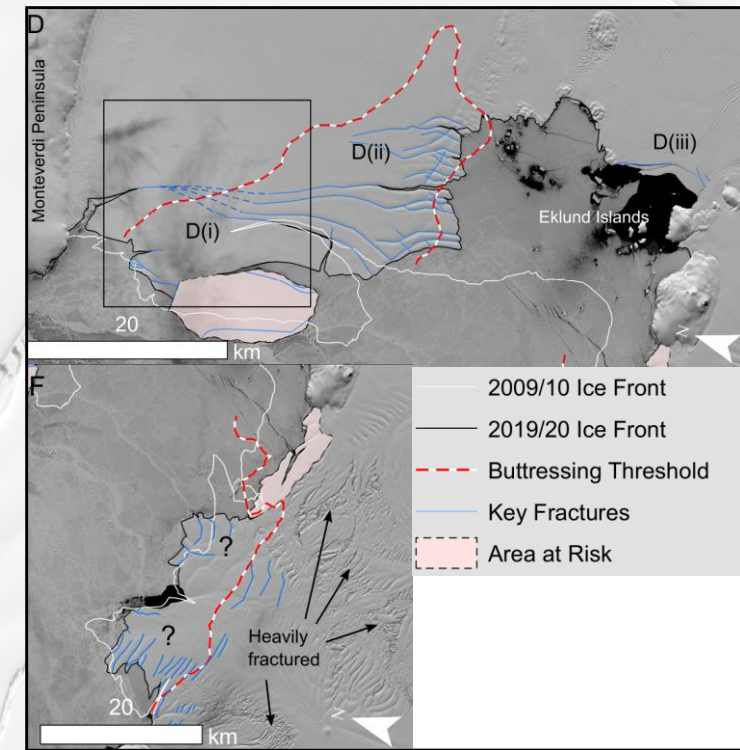 D
Monteverdi Peninsula
D(ii)
D(iii)
D(i)
Eklund Islands
N
20
km
F
?
?
Heavily
fractured
N
20
km
2009/10 Ice Front
2019/20 Ice Front
Buttressing Threshold
Key Fractures
Area at Risk